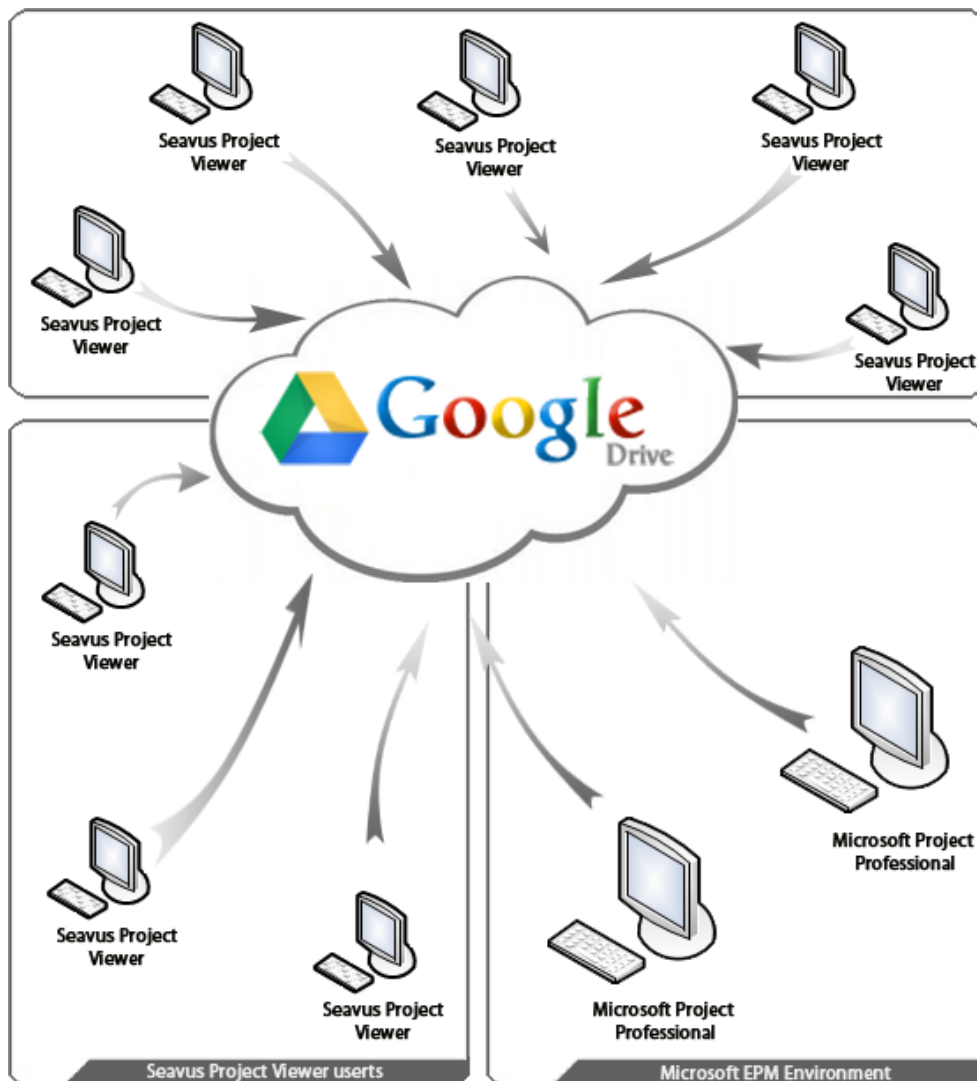 Seavus Project
Viewer
Seavus Project
Viewer
Seavus Project
Viewer
Seavus Project
Viewer
Seavus Project
Viewer
Google
Drive
Seavus Project
Viewer
Seavus Project
Viewer
Seavus Project
Viewer
Microsoft Project
Professional
Microsoft Project
Professional
Seavus Project Viewer userts
Microsoft EPM Environment